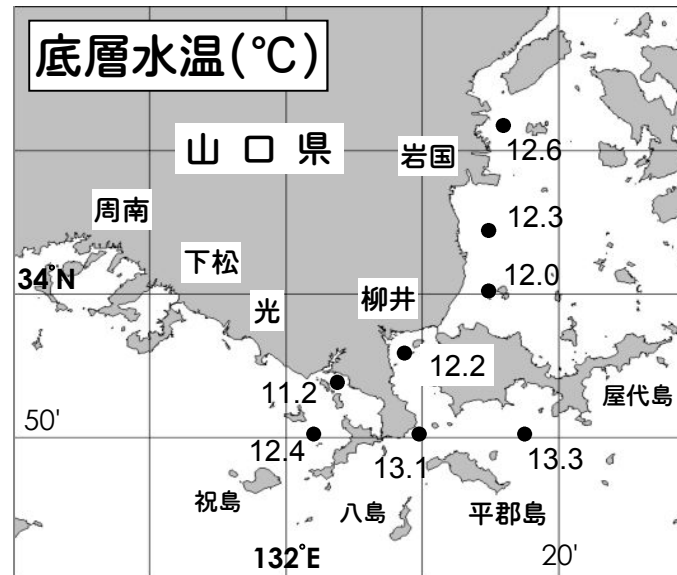 底層水温(℃)
山口県
岩国
12.6
周南
12.3
下松
34°N
12.0
光
柳井
12.2
11.2
屋代島
50'
12.4
13.1
13.3
祝島
八島
平郡島
132°E
20'